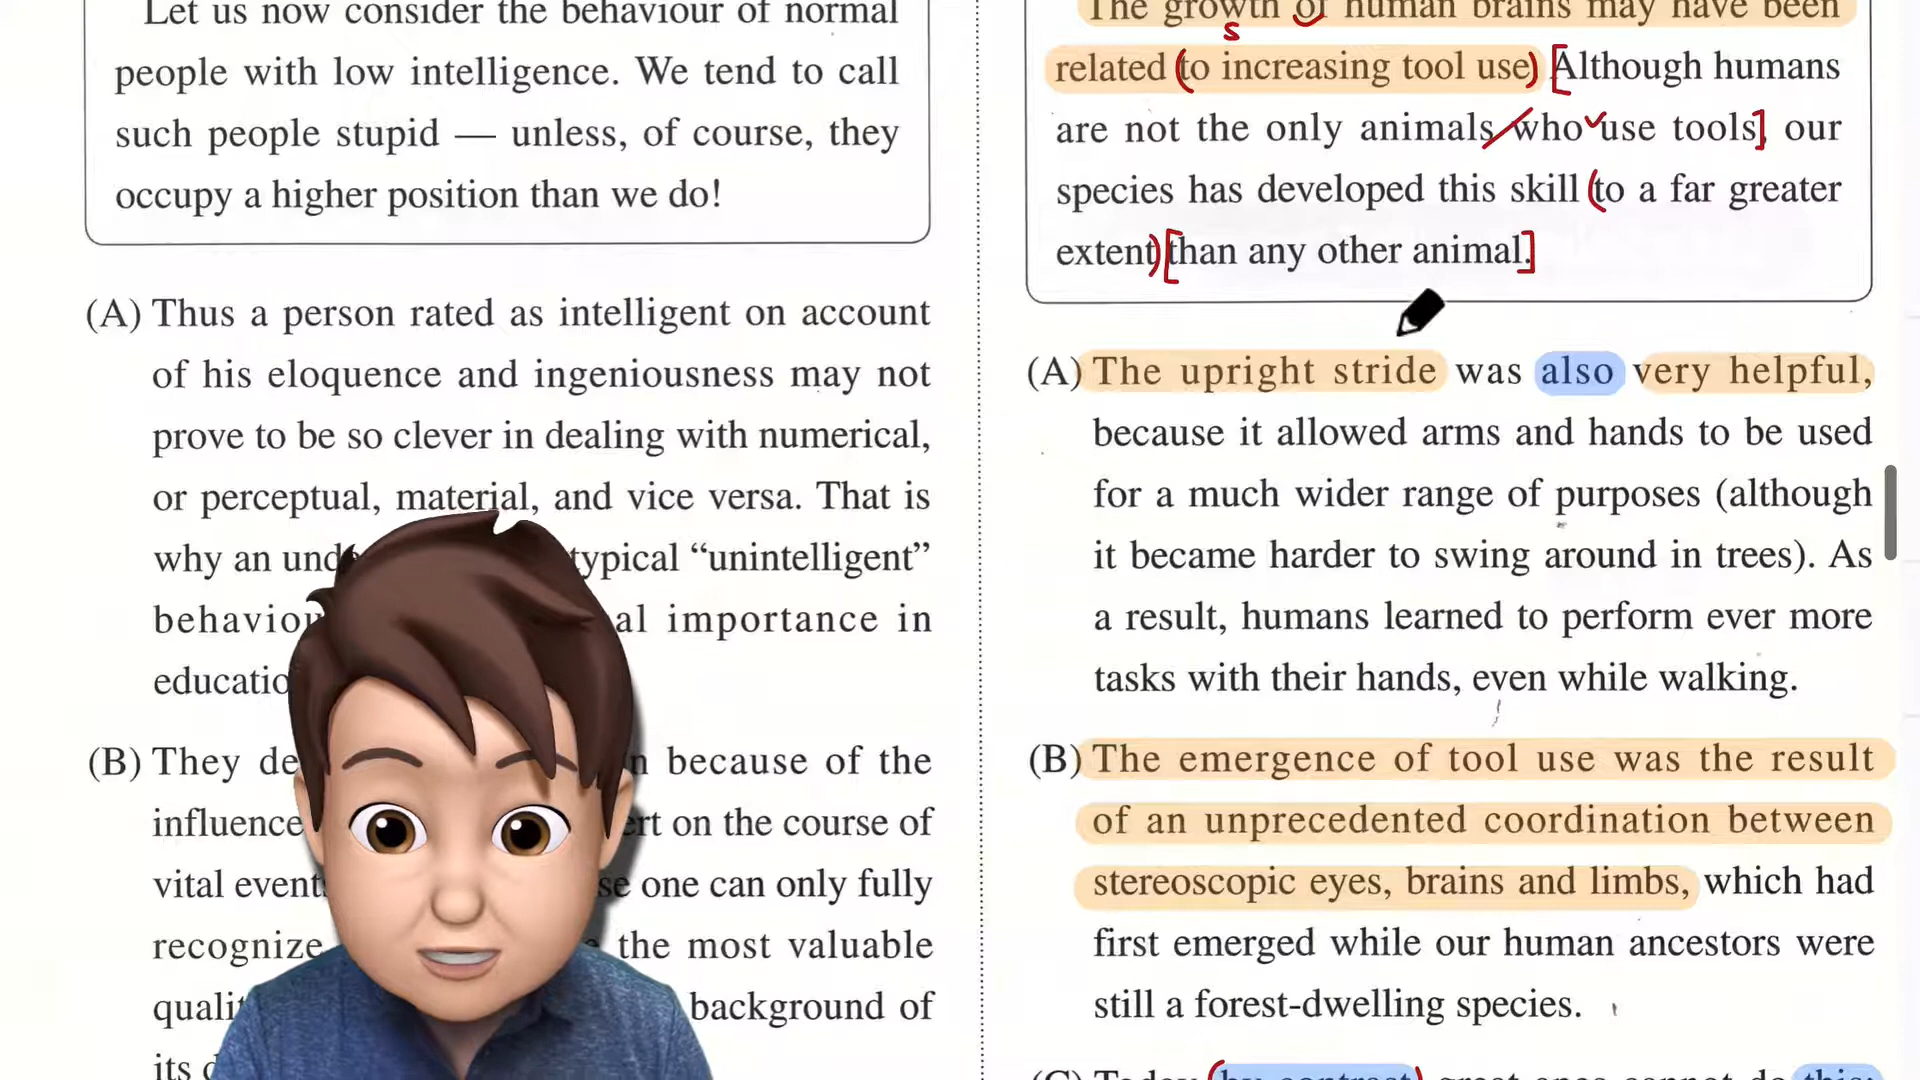 Let us now consider the behaviour of normal
people with low intelligence. We tend to call
such people stupid — unless, of course, they
occupy a higher position than we do!
(A) Thus a person rated as intelligent on account
of his eloquence and ingeniousness may not
prove to be so clever in dealing with numerical,
or perceptual, material, and vice versa. That is
why an typical “unintelligent”
importance in
(B) They because of the
influence on the course of
vital one can only fully
recognize the most valuable
background of
its
The growth of human brains may have been
s
related (to increasing tool use) [Although humans
are not the only animals who use tools] our
species has developed this skill (to a far greater
extent) [than any other animal.]
(A) The upright stride was also very helpful,
because it allowed arms and hands to be used
for a much wider range of purposes (although
it became harder to swing around in trees). As
a result, humans learned to perform ever more
tasks with their hands, even while walking.
(B) The emergence of tool use was the result
of an unprecedented coordination between
stereoscopic eyes, brains and limbs, which had
first emerged while our human ancestors were
still a forest-dwelling species.
(C) Today (by contrast) great apes cannot do this: